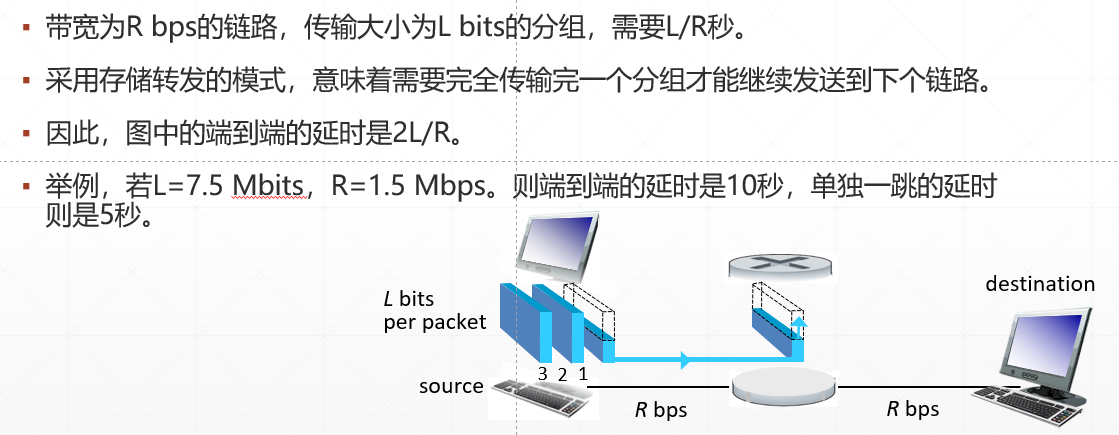 ▪ 带宽为R bps的链路，传输大小为L bits的分组，需要L/R秒。
▪ 采用存储转发的模式，意味着需要完全传输完一个分组才能继续发送到下个链路。
▪ 因此，图中的端到端的延时是2L/R。
▪ 举例，若L=7.5 Mbits，R=1.5 Mbps。则端到端的延时是10秒，单独一跳的延时
则是5秒。
destination
L bits
per packet
3 2 1
source
R bps
R bps